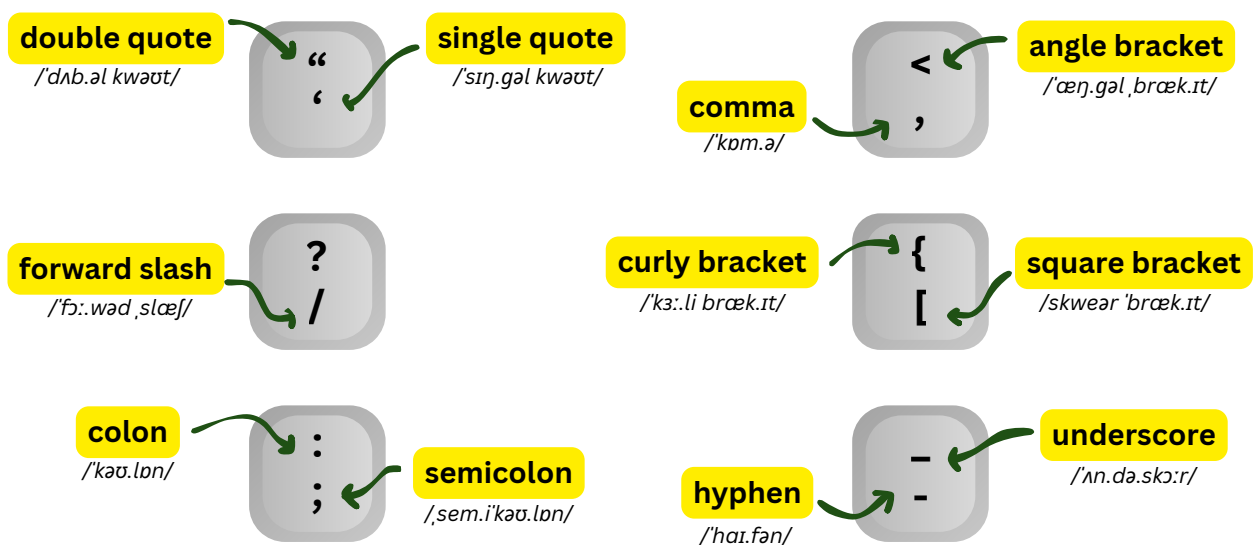 double quote
/ˈdʌb.əl kwəʊt/
“
‘
single quote
/ˈsɪŋ.gəl kwəʊt/
<
,
angle bracket
/ˈæŋ.gəl ˌbræk.ɪt/
comma
/ˈkɒm.ə/
?
/
forward slash
/ˈfɔː.wəd ˌslæʃ/
curly bracket
/ˈkɜː.li bræk.ɪt/
{
[
square bracket
/skweər ˈbræk.ɪt/
colon
/ˈkəʊ.lɒn/
:
;
semicolon
/ˌsem.iˈkəʊ.lɒn/
_
-
underscore
/ˈʌn.də.skɔːr/
hyphen
/ˈhaɪ.fən/